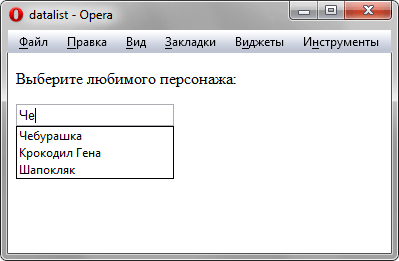 datalist - Opera
Файл Правка Вид Закладки Виджеты Инструменты
Выберите любимого персонажа:
Че
Чебурашка
Крокодил Гена
Шапокляк